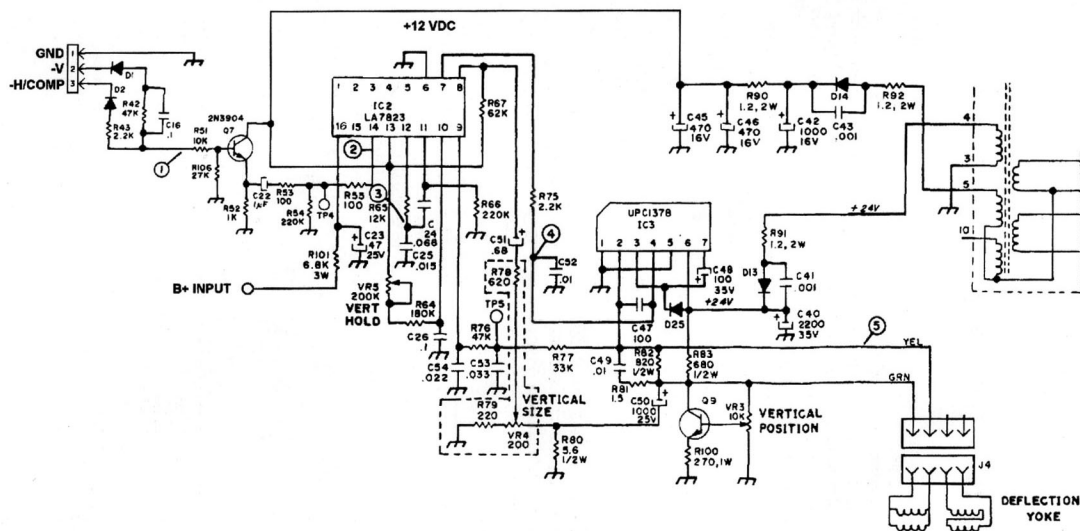 +12 VDC
GND
-V
-H/COMP
1
2
3
D1
D2
R42
47K
C16
.1
R43
2.2K
R51
10K
2N3904
Q7
1
R106
27K
R52
1K
C22
1µF
R53
100
R54
220K
TP4
R55
100
1 2 3 4 5 6 7 8
IC2
LA7823
16 15 14 13 12 11 10 9
2
3
R65
12K
C
24
.066
C25
.015
R67
62K
R66
220K
C23
47
25V
R101
6.8K
3W
B+ INPUT
VR5
200K
VERT
HOLD
R64
180K
C26
.1
C54
.022
R76
47K
C53
.033
TP5
C51
.68
R78
620
R75
2.2K
4
C52
.01
R77
33K
R79
220
VR4
200
VERTICAL
SIZE
R80
5.6
1/2W
UPC1378
IC3
1 2 3 4 5 6 7
C48
100
35V
C47
100
D25
+24V
C49
.01
R82
820
1/2W
R81
1.5
C50
1000
25V
R83
680
1/2W
Q9
R100
270,1W
VR3
10K
VERTICAL
POSITION
C45
470
16V
C46
470
16V
R90
1.2, 2W
C42
1000
16V
D14
C43
.001
R92
1.2, 2W
4
3
5
10
+24V
R91
1.2, 2W
D13
C41
.001
C40
2200
35V
5
YEL
GRN
J4
DEFLECTION
YOKE